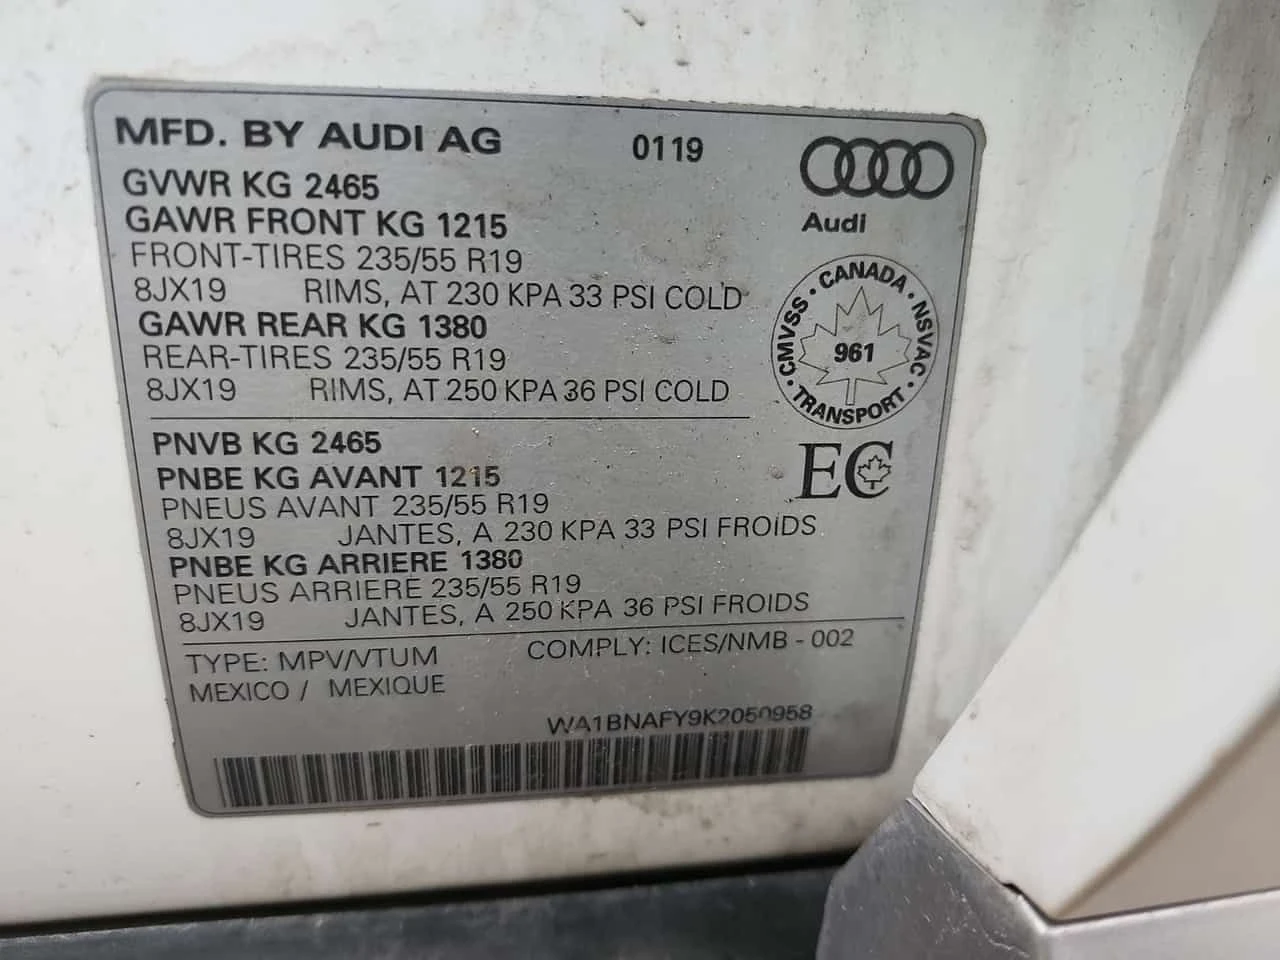 MFD. BY AUDI AG 0119
Audi
GVWR KG 2465
GAWR FRONT KG 1215
FRONT-TIRES 235/55 R19
8JX19 RIMS, AT 230 KPA 33 PSI COLD
GAWR REAR KG 1380
REAR-TIRES 235/55 R19
8JX19 RIMS, AT 250 KPA 36 PSI COLD
· CMVSS · CANADA · NSVAC · TRANSPORT
961
PNVB KG 2465
PNBE KG AVANT 1215
PNEUS AVANT 235/55 R19
8JX19 JANTES, A 230 KPA 33 PSI FROIDS
PNBE KG ARRIERE 1380
PNEUS ARRIERE 235/55 R19
8JX19 JANTES, A 250 KPA 36 PSI FROIDS
EC
TYPE: MPV/VTUM COMPLY: ICES/NMB - 002
MEXICO / MEXIQUE
WA1BNAFY9K2050958